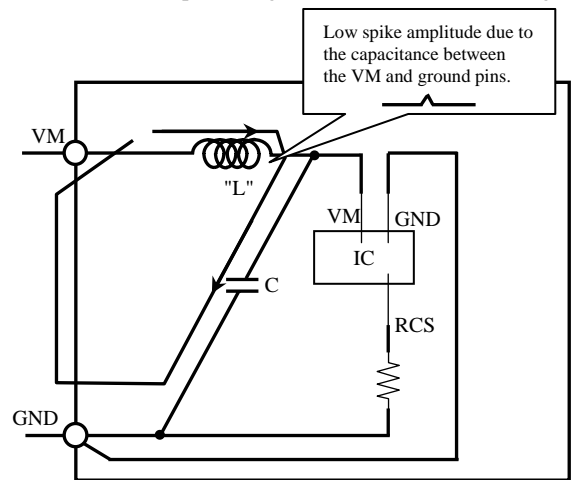 Low spike amplitude due to
the capacitance between
the VM and ground pins.
VM
"L"
VM
GND
IC
C
RCS
GND